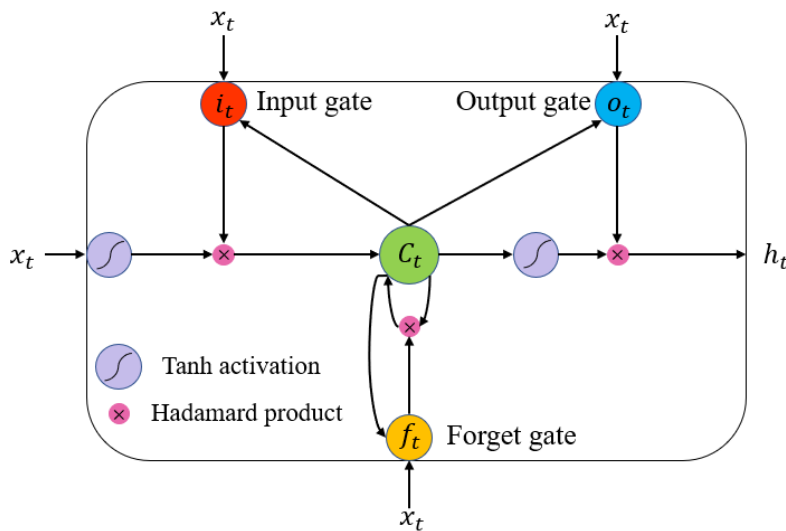 x_t x_t
i_t Input gate Output gate o_t
x_t × C_t × h_t
×
Tanh activation
× Hadamard product
f_t Forget gate
x_t